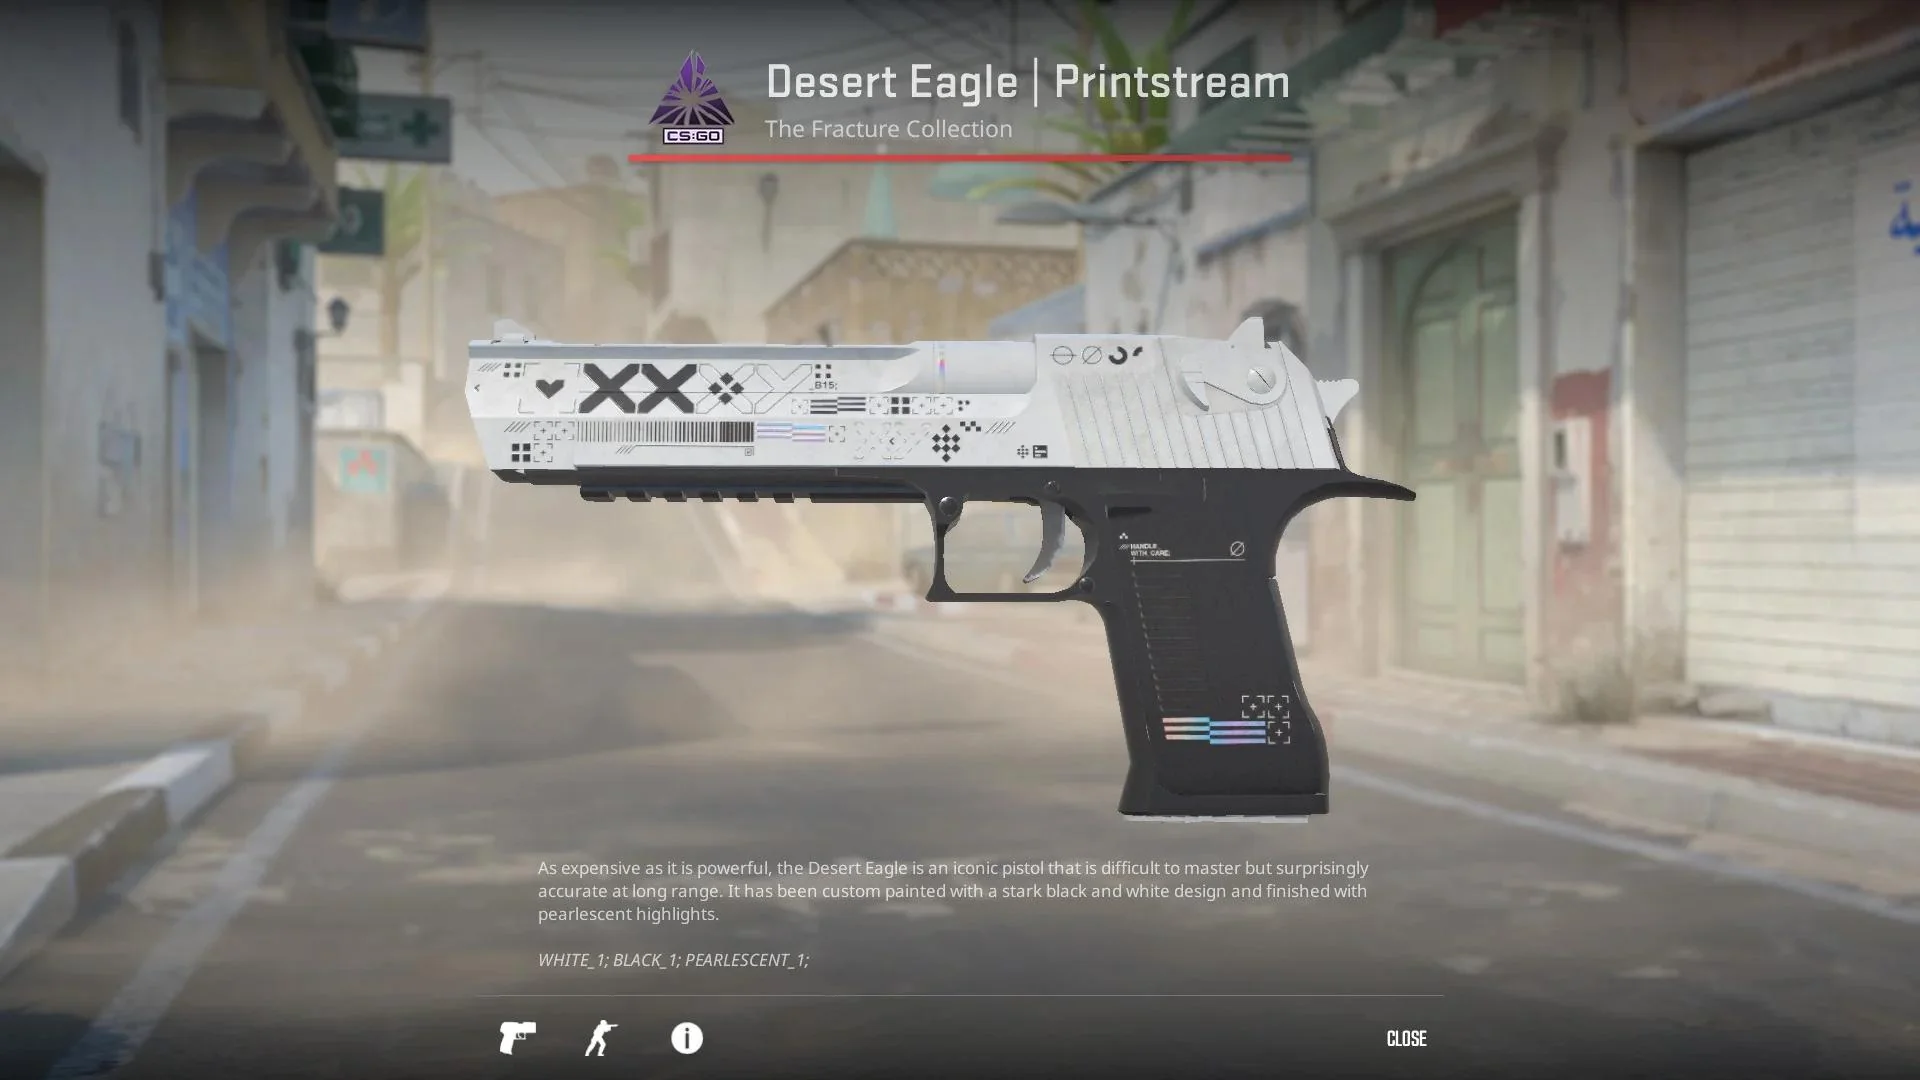 Desert Eagle | Printstream
CS:GO
The Fracture Collection
_B15;
HANDLE
WITH CARE;
As expensive as it is powerful, the Desert Eagle is an iconic pistol that is difficult to master but surprisingly
accurate at long range. It has been custom painted with a stark black and white design and finished with
pearlescent highlights.
WHITE_1; BLACK_1; PEARLESCENT_1;
CLOSE